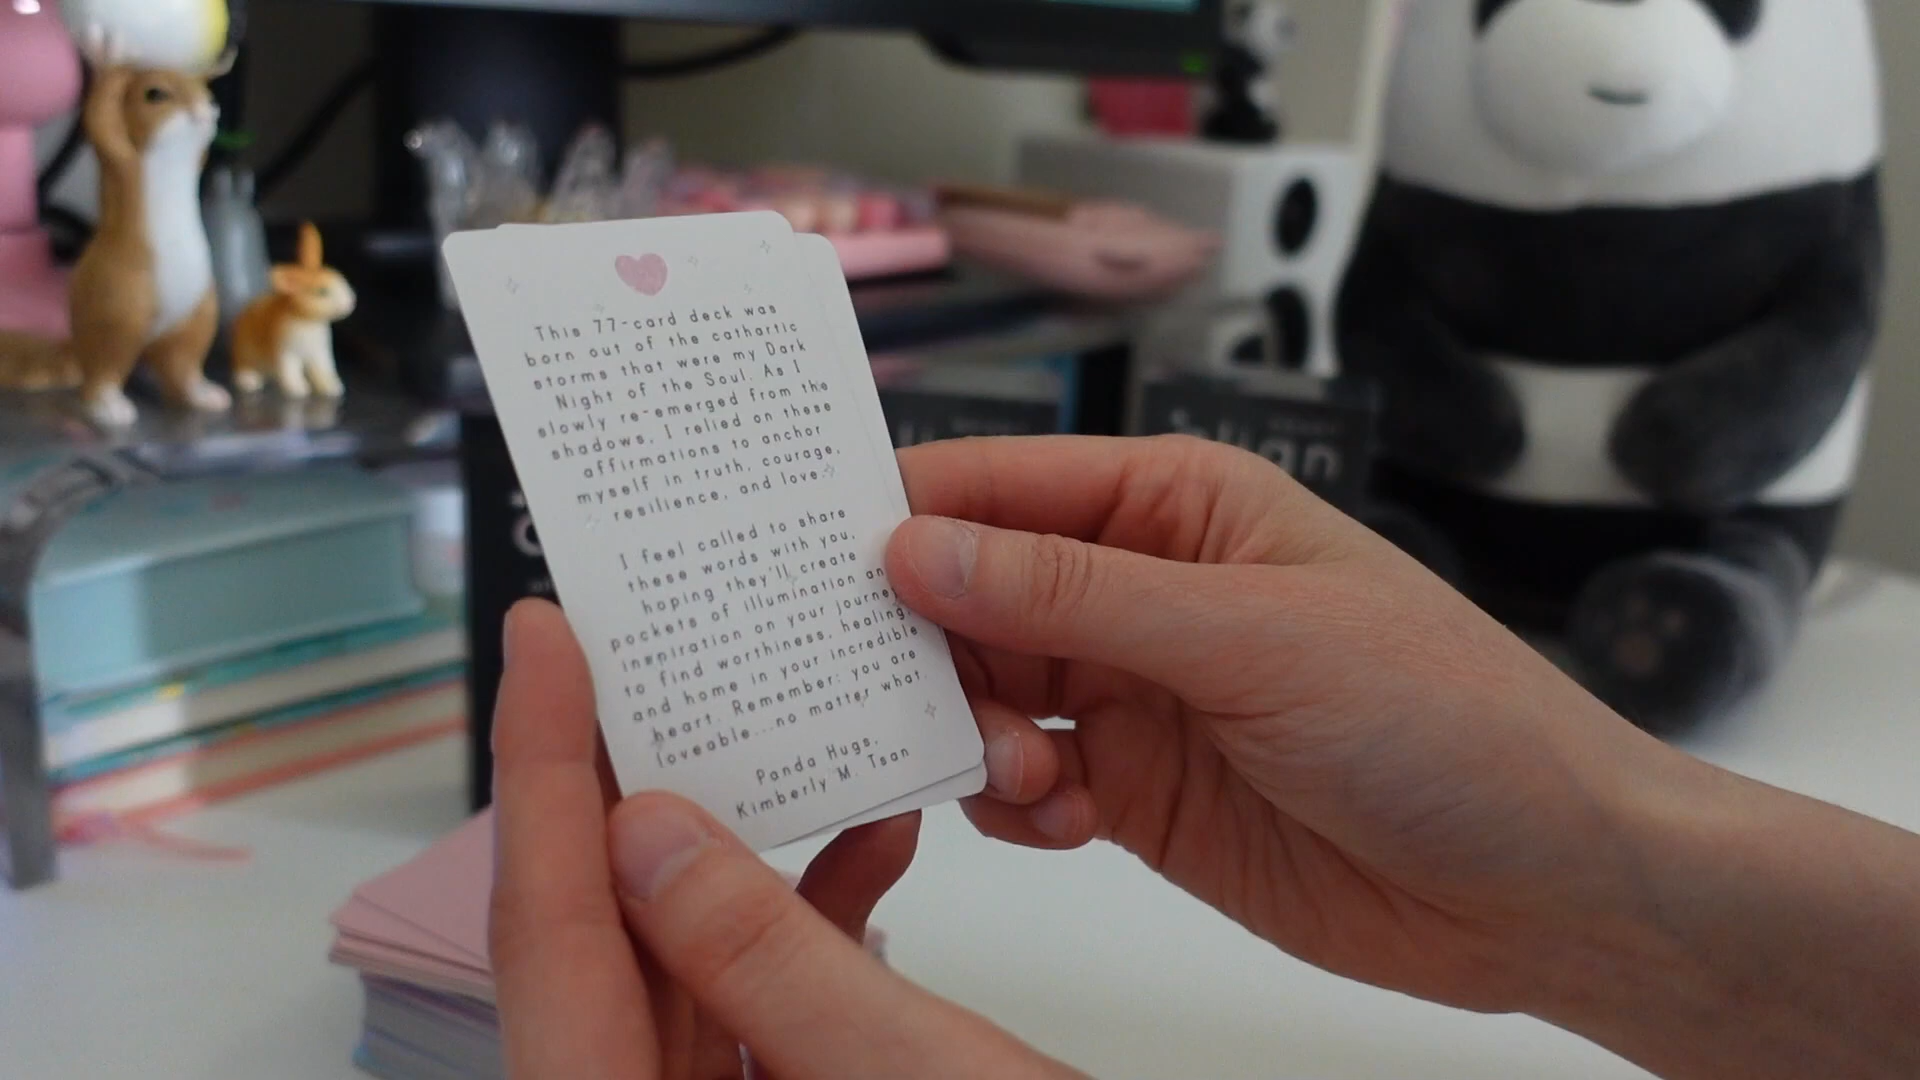 This 77-card deck was
born out of the cathartic
storms that were my Dark
Night of the Soul. As I
slowly re-emerged from the
shadows, I relied on these
affirmations to anchor
myself in truth, courage,
resilience, and love.
I feel called to share
these words with you,
hoping they'll create
pockets of illumination an
inspiration on your journey
to find worthiness, healing,
and home in your incredible
heart. Remember: you are
loveable...no matter what.
Panda Hugs,
Kimberly M. Tsan
align